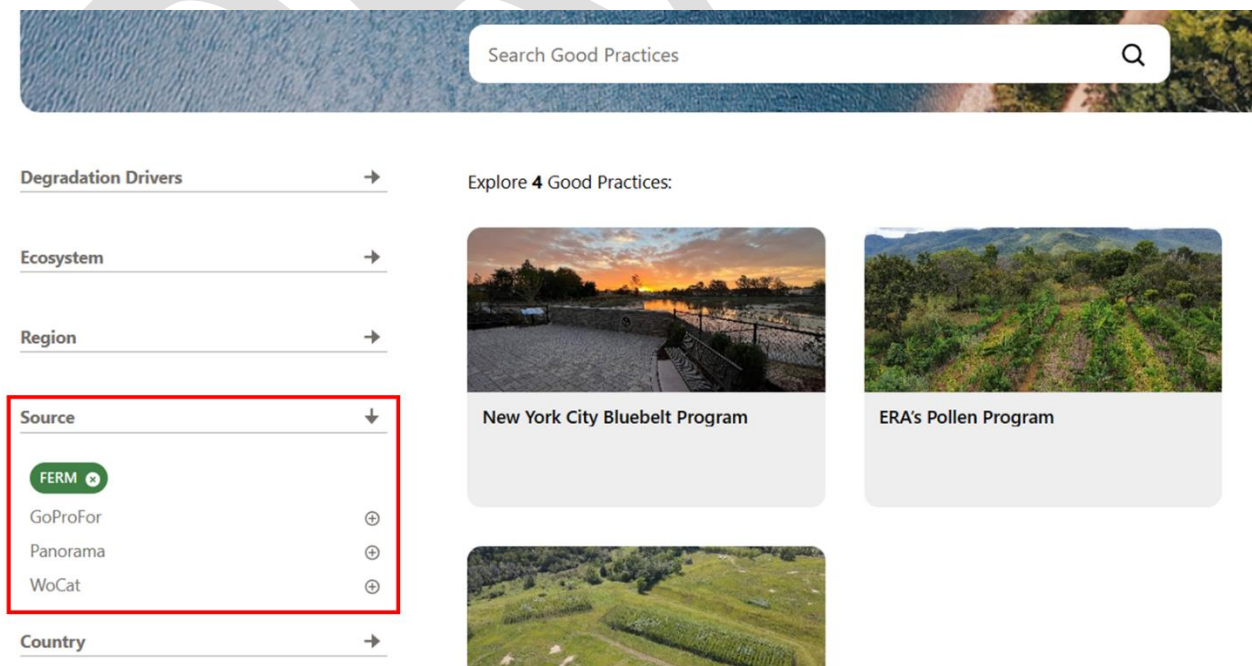 Search Good Practices
Degradation Drivers
Explore 4 Good Practices:
Ecosystem
Region
Source
New York City Bluebelt Program
ERA's Pollen Program
FERM
GoProFor
Panorama
WoCat
Country